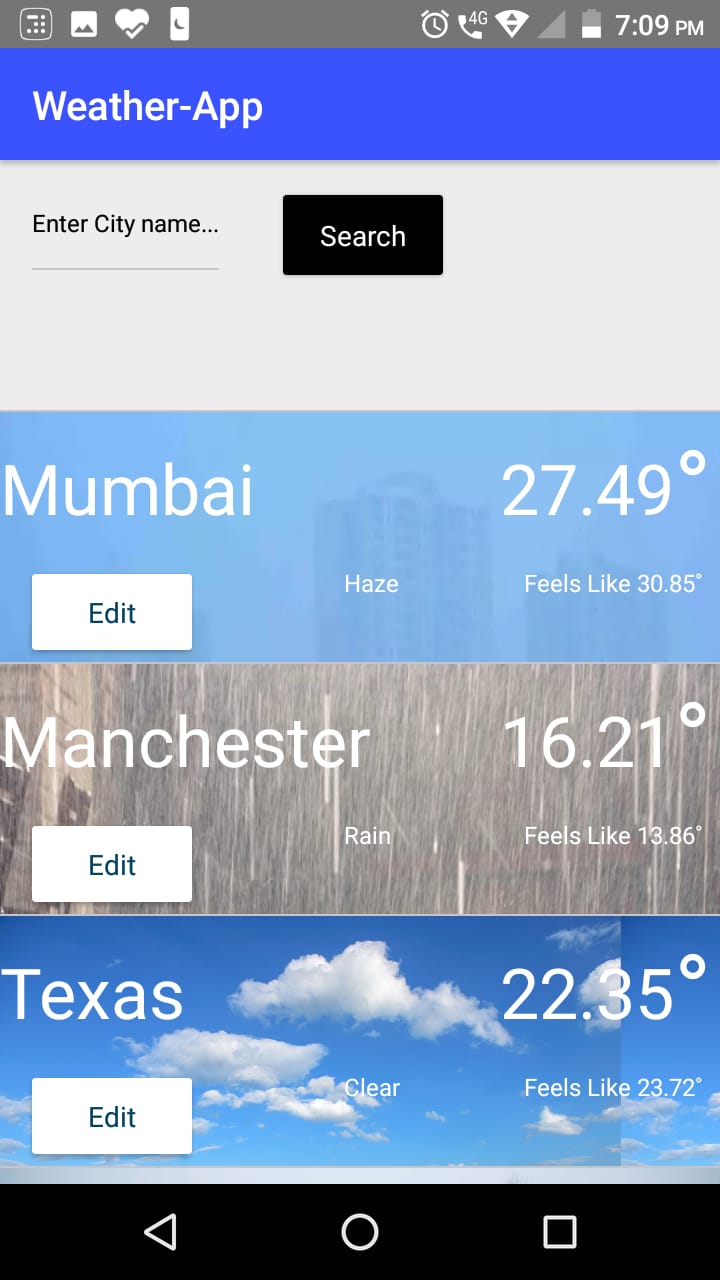 4G 7:09 PM
Weather-App
Enter City name...
Search
Mumbai 27.49°
Edit Haze Feels Like 30.85°
Manchester 16.21°
Edit Rain Feels Like 13.86°
Texas 22.35°
Edit Clear Feels Like 23.72°